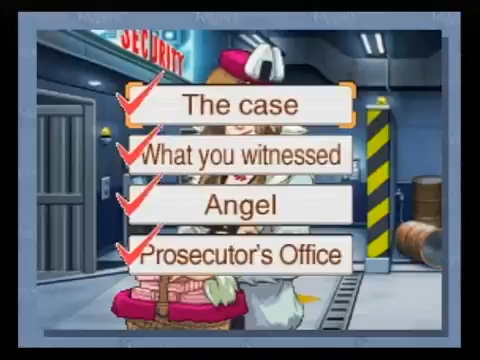 SECURITY
The case
What you witnessed
Angel
Prosecutor's Office